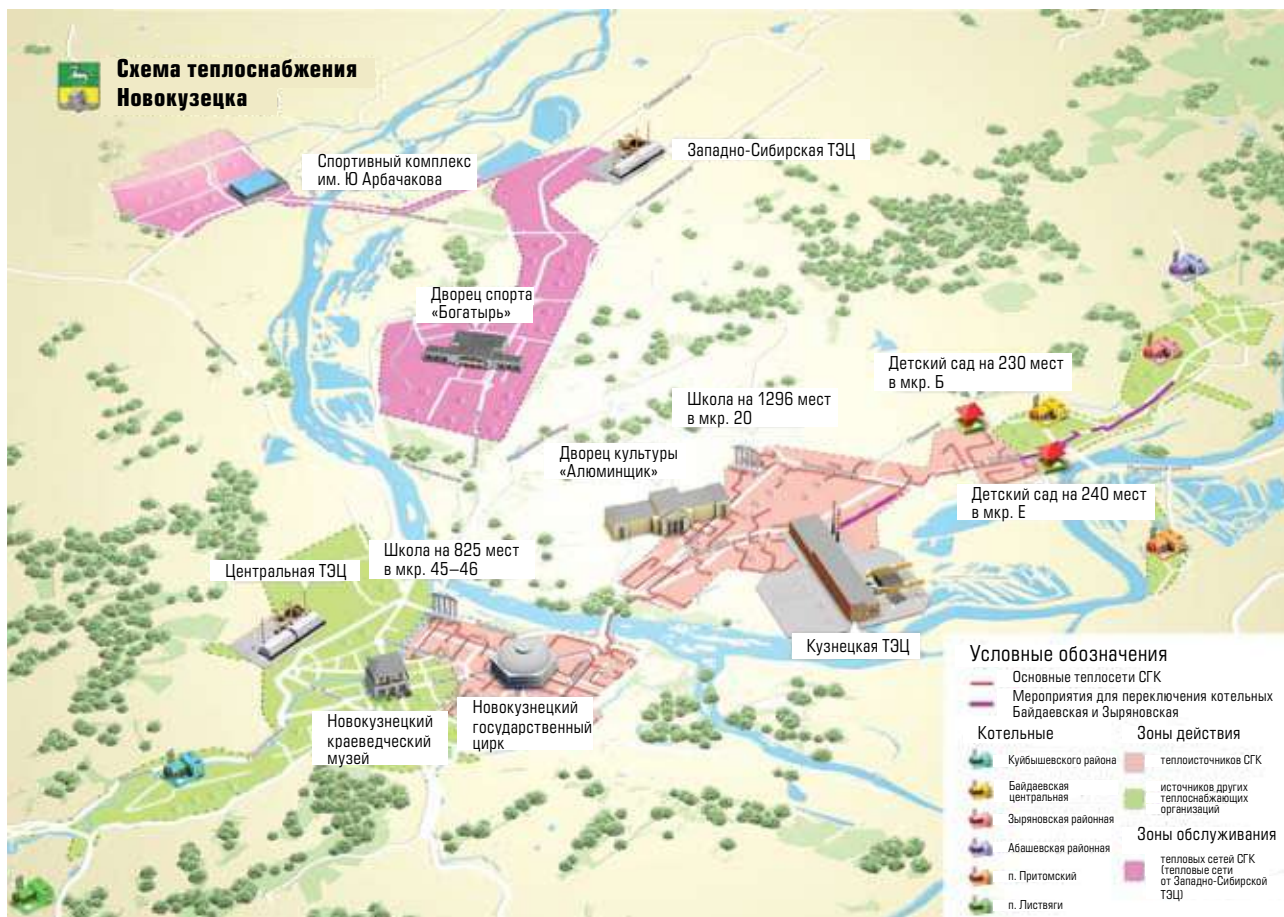 Схема теплоснабжения
Новокузецка
Спортивный комплекс
им. Ю Арбачакова
Западно-Сибирская ТЭЦ
Дворец спорта
«Богатырь»
Детский сад на 230 мест
в мкр. Б
Школа на 1296 мест
в мкр. 20
Дворец культуры
«Алюминщик»
Детский сад на 240 мест
в мкр. Е
Школа на 825 мест
в мкр. 45–46
Центральная ТЭЦ
Кузнецкая ТЭЦ
Новокузнецкий
краеведческий
музей
Новокузнецкий
государственный
цирк
Условные обозначения
Основные теплосети СГК
Мероприятия для переключения котельных
Байдаевская и Зыряновская
Котельные
Куйбышевского района
Байдаевская
центральная
Зыряновская районная
Абашевская районная
п. Притомский
п. Листвяги
Зоны действия
теплоисточников СГК
источников других
теплоснабжающих
организаций
Зоны обслуживания
тепловых сетей СГК
(тепловые сети
от Западно-Сибирской
ТЭЦ)